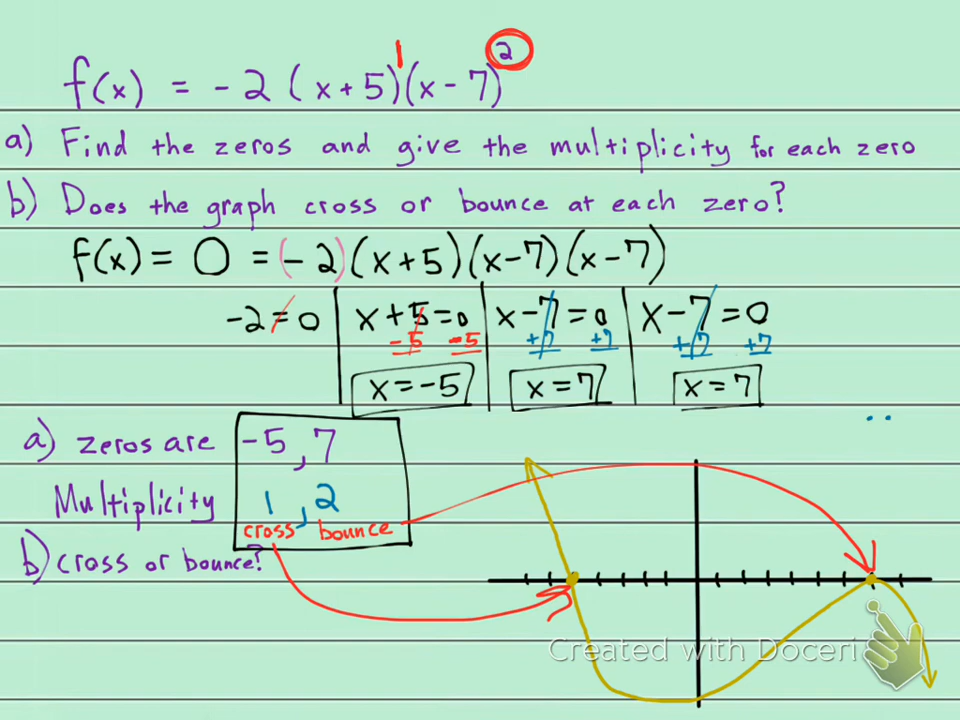 f(x) = -2 (x+5)¹(x-7)²
a) Find the zeros and give the multiplicity for each zero
b) Does the graph cross or bounce at each zero?
f(x) = 0 = (-2)(x+5)(x-7)(x-7)
-2=0 x+5=0 x-7=0 x-7=0
-5 -5 +7 +7 +7 +7
x=-5 x=7 x=7
a) zeros are -5, 7
Multiplicity 1, 2
cross bounce
b) cross or bounce?
Created with Doceri